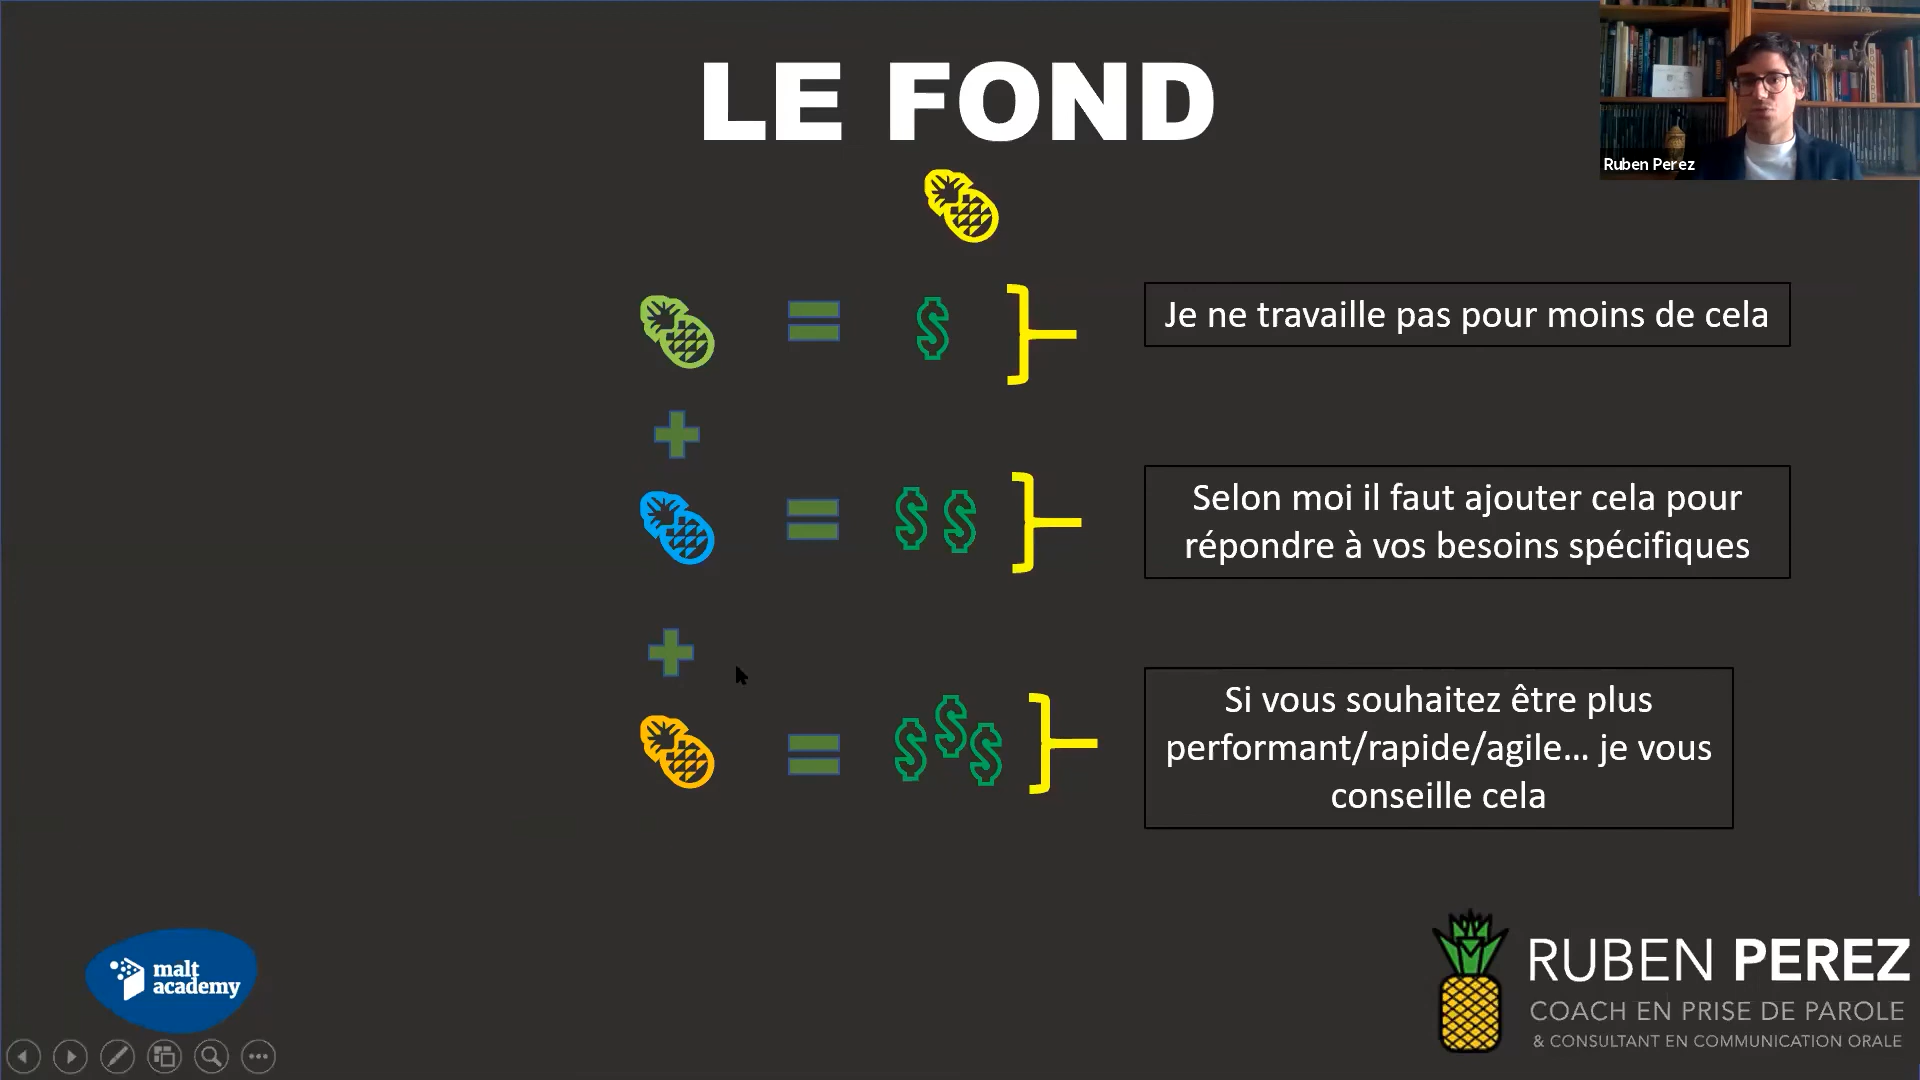 LE FOND
Ruben Perez
Je ne travaille pas pour moins de cela
Selon moi il faut ajouter cela pour
répondre à vos besoins spécifiques
Si vous souhaitez être plus
performant/rapide/agile... je vous
conseille cela
malt
academy
RUBEN PEREZ
COACH EN PRISE DE PAROLE
& CONSULTANT EN COMMUNICATION ORALE